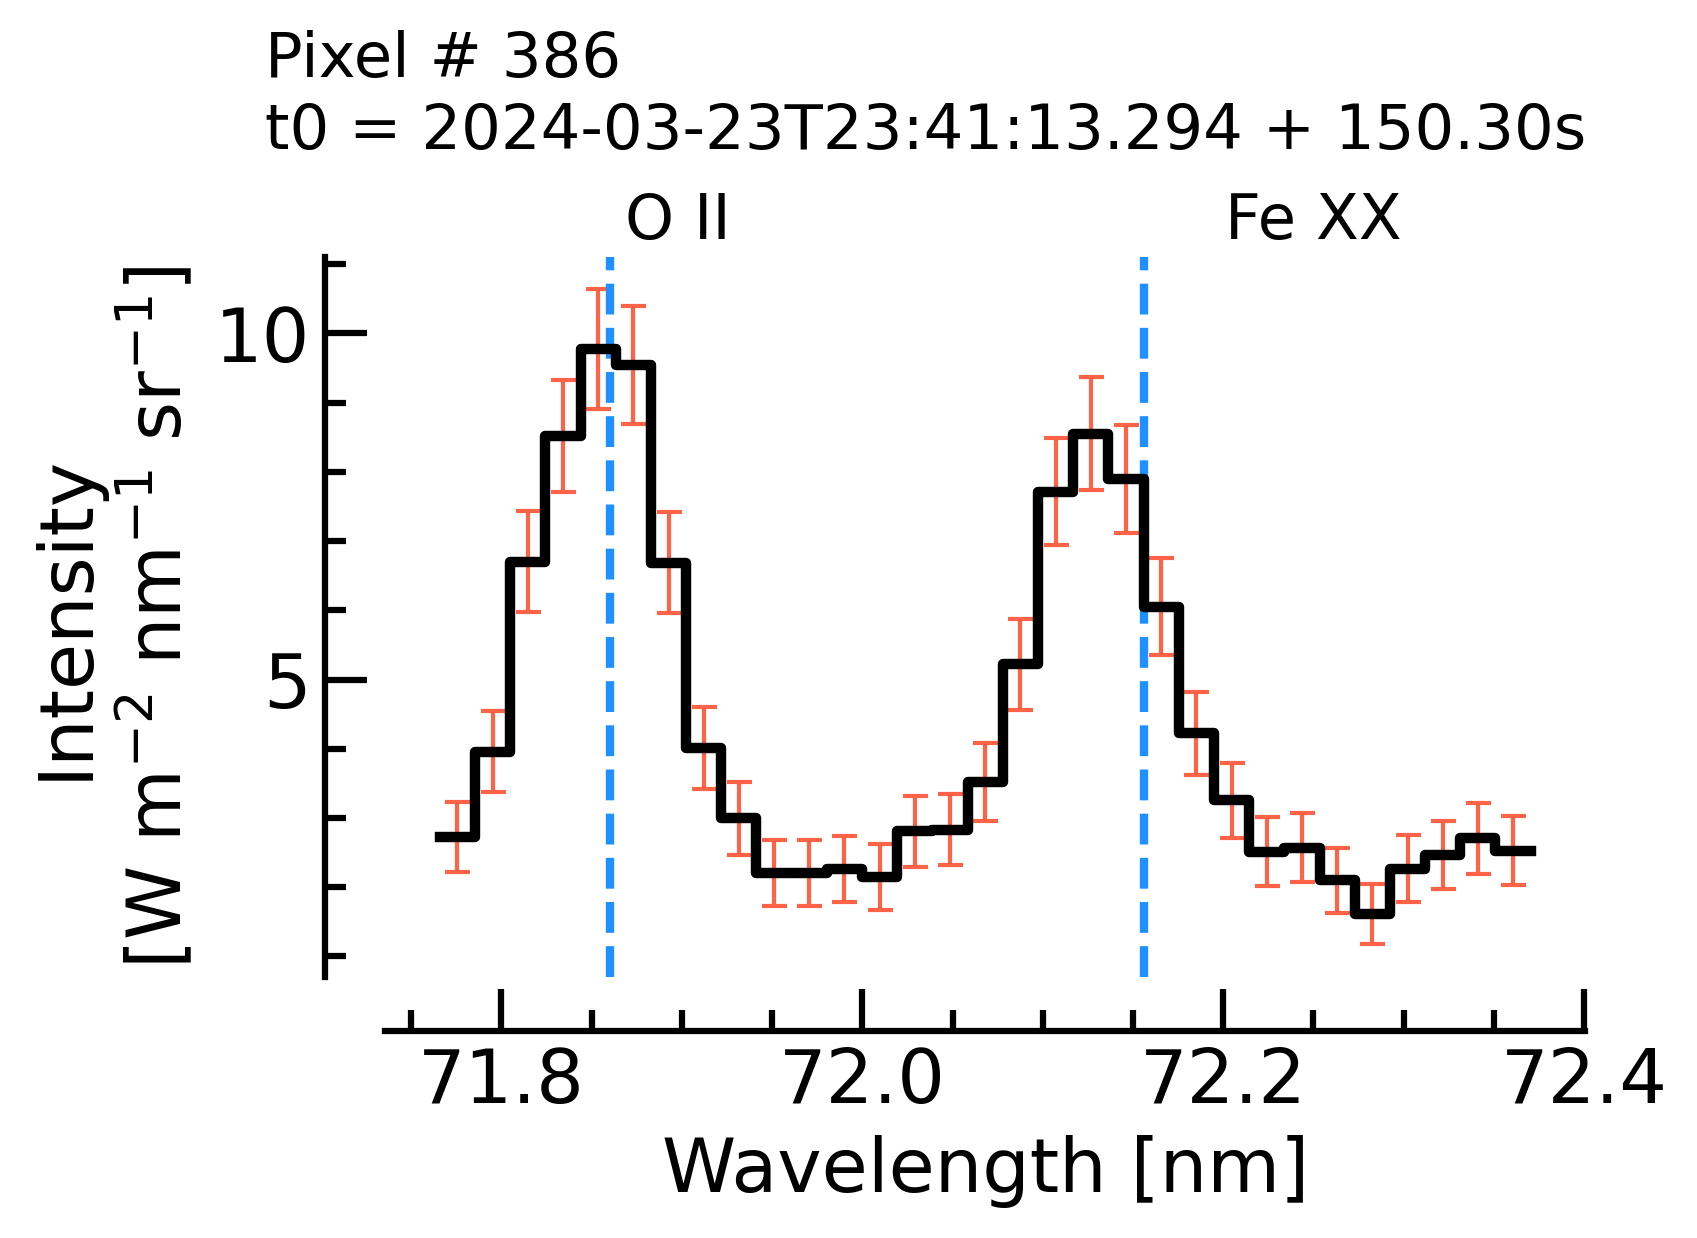 Pixel # 386
t0 = 2024-03-23T23:41:13.294 + 150.30s
O II
Fe XX
Intensity
[W m⁻² nm⁻¹ sr⁻¹]
10
5
71.8
72.0
72.2
72.4
Wavelength [nm]